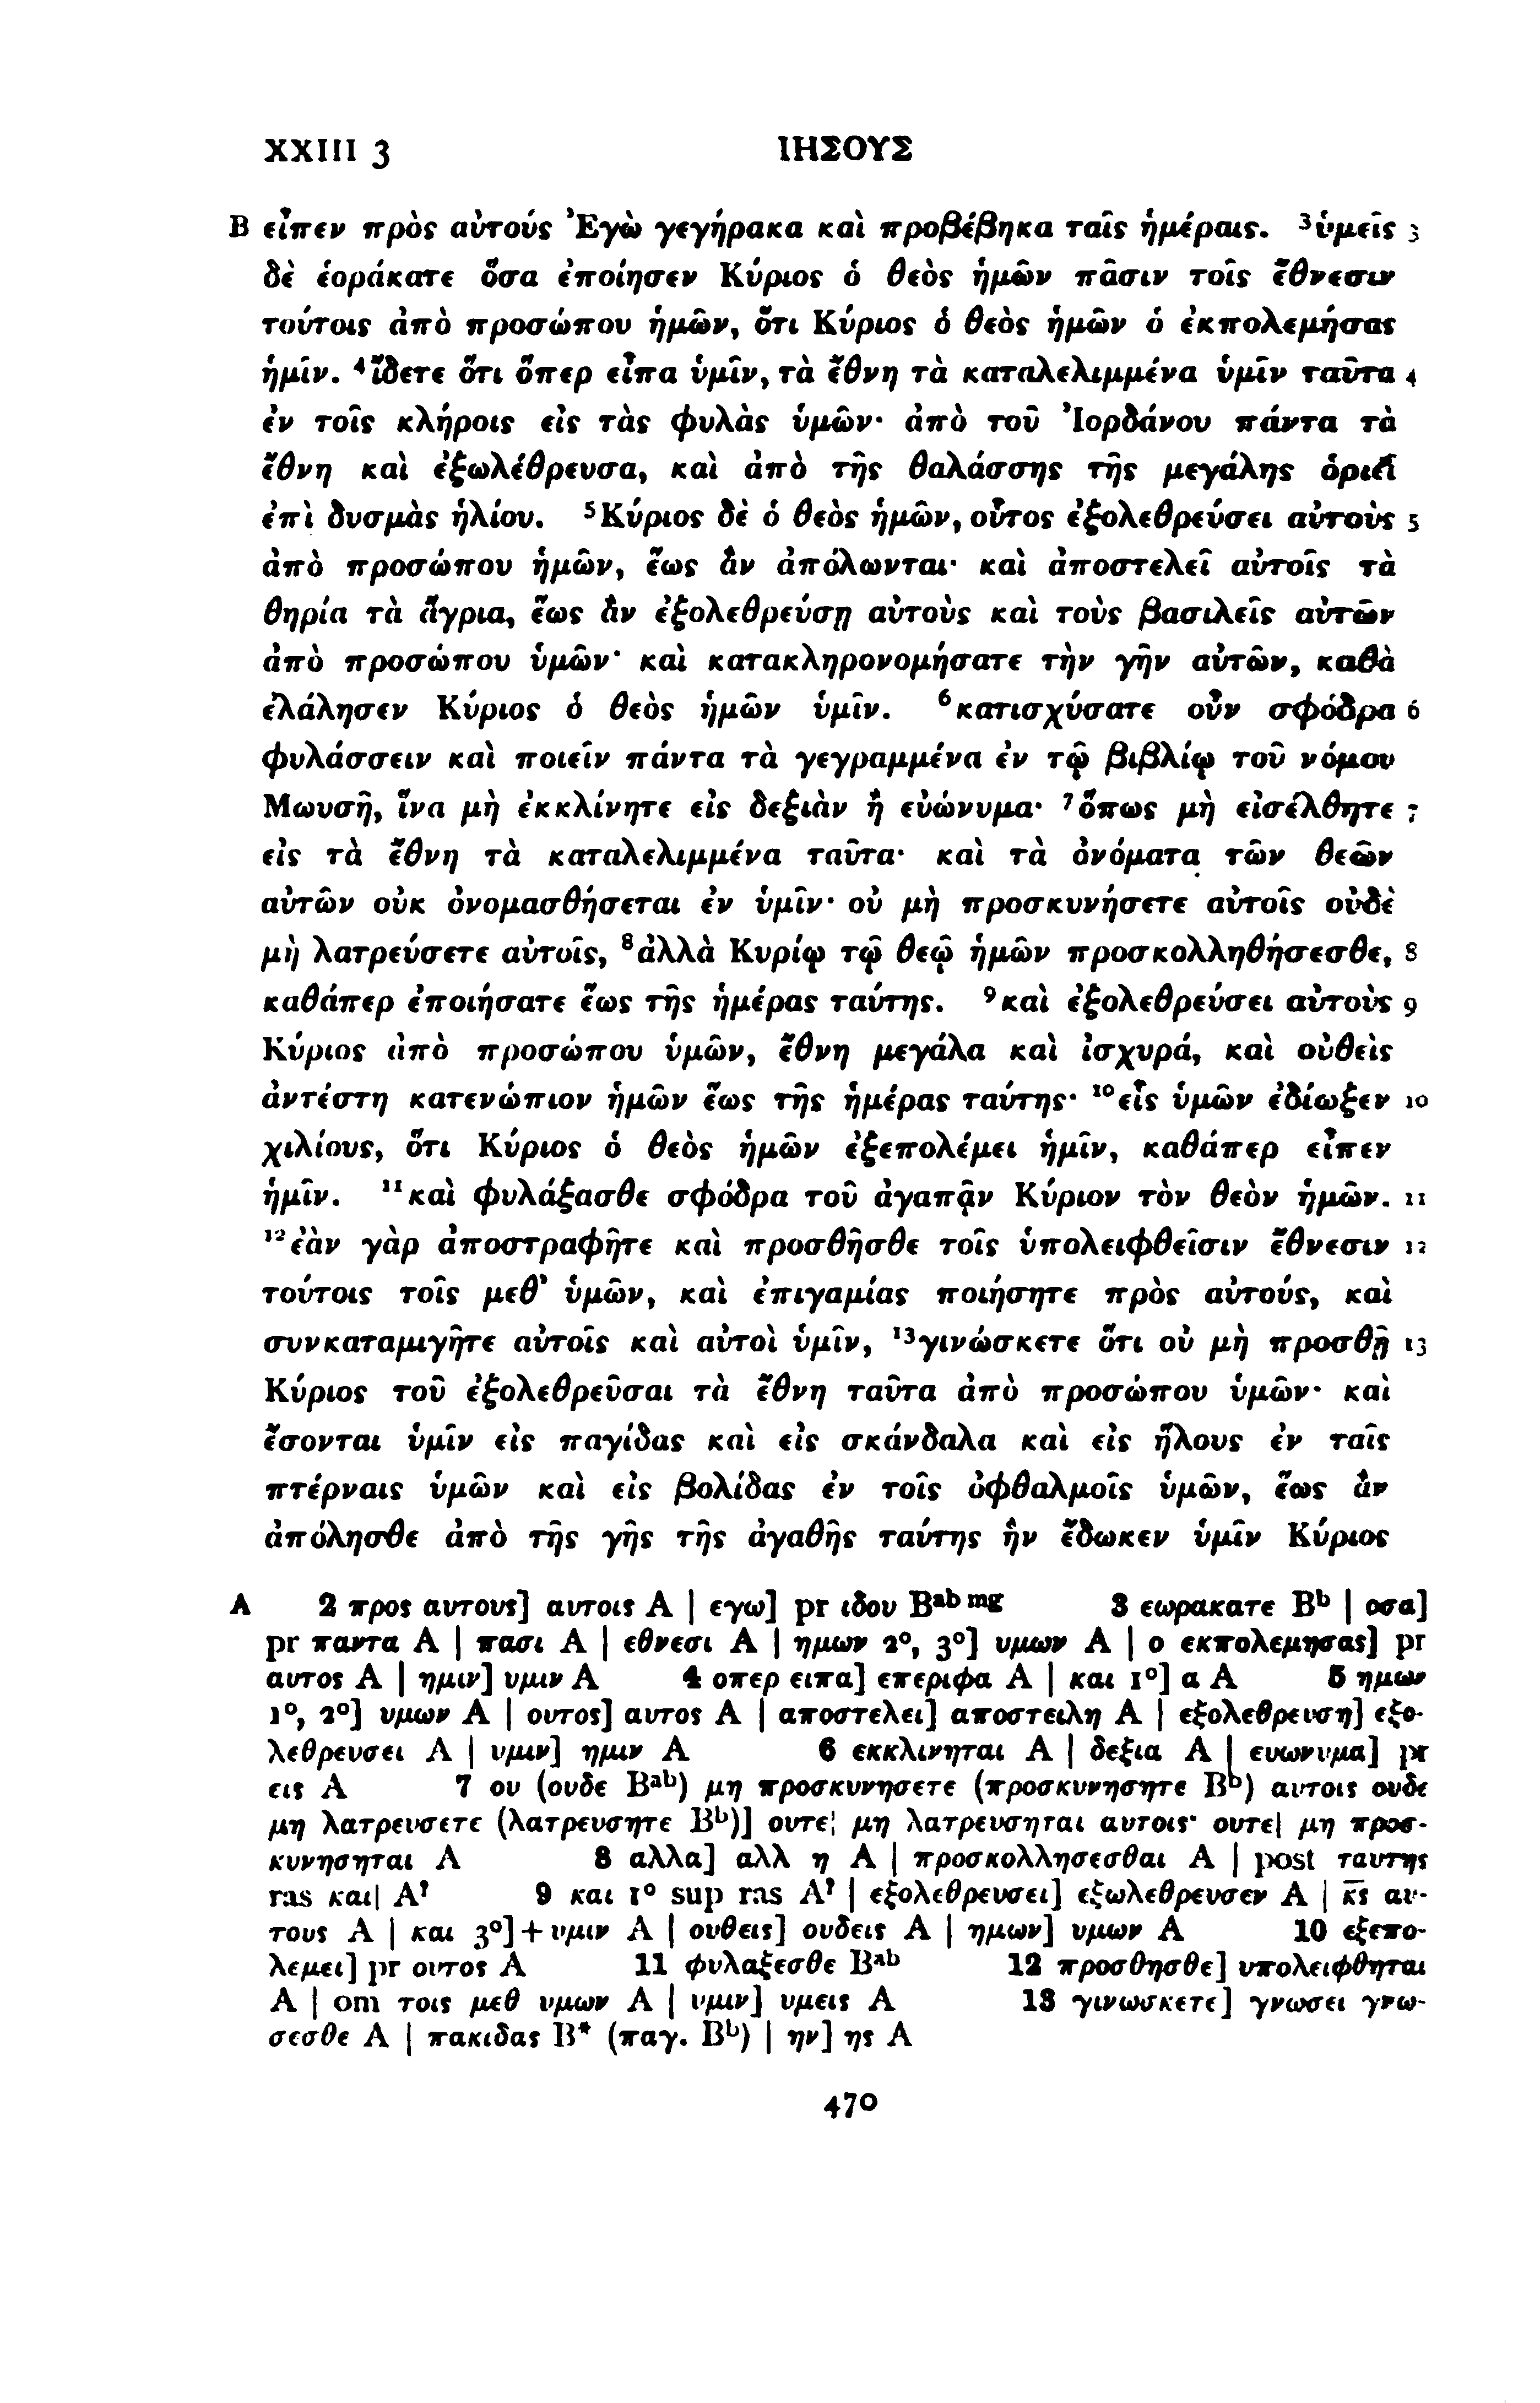 XXIII 3 ΙΗΣΟΥΣ
B εἶπεν πρὸς αὐτούς Ἐγὼ γεγήρακα καὶ προβέβηκα ταῖς ἡμέραις. ³ὑμεῖς 3
δὲ ἑοράκατε ὅσα ἐποίησεν Κύριος ὁ θεὸς ἡμῶν πᾶσιν τοῖς ἔθνεσιν
τούτοις ἀπὸ προσώπου ἡμῶν, ὅτι Κύριος ὁ θεὸς ἡμῶν ὁ ἐκπολεμήσας
ἡμῖν. ⁴ἴδετε ὅτι ὅπερ εἶπα ὑμῖν, τὰ ἔθνη τὰ καταλελιμμένα ὑμῖν ταῦτα 4
ἐν τοῖς κλήροις εἰς τὰς φυλὰς ὑμῶν· ἀπὸ τοῦ Ἰορδάνου πάντα τὰ
ἔθνη καὶ ἐξωλέθρευσα, καὶ ἀπὸ τῆς θαλάσσης τῆς μεγάλης ὁριεῖ
ἐπὶ δυσμὰς ἡλίου. ⁵Κύριος δὲ ὁ θεὸς ἡμῶν, οὗτος ἐξολεθρεύσει αὐτοὺς 5
ἀπὸ προσώπου ἡμῶν, ἕως ἂν ἀπόλωνται· καὶ ἀποστελεῖ αὐτοῖς τὰ
θηρία τὰ ἄγρια, ἕως ἂν ἐξολεθρεύσῃ αὐτοὺς καὶ τοὺς βασιλεῖς αὐτῶν
ἀπὸ προσώπου ὑμῶν· καὶ κατακληρονομήσατε τὴν γῆν αὐτῶν, καθὰ
ἐλάλησεν Κύριος ὁ θεὸς ἡμῶν ὑμῖν. ⁶κατισχύσατε οὖν σφόδρα 6
φυλάσσειν καὶ ποιεῖν πάντα τὰ γεγραμμένα ἐν τῷ βιβλίῳ τοῦ νόμου
Μωυσῆ, ἵνα μὴ ἐκκλίνητε εἰς δεξιὰν ἢ εὐώνυμα· ⁷ὅπως μὴ εἰσέλθητε 7
εἰς τὰ ἔθνη τὰ καταλελιμμένα ταῦτα· καὶ τὰ ὀνόματα τῶν θεῶν
αὐτῶν οὐκ ὀνομασθήσεται ἐν ὑμῖν· οὐ μὴ προσκυνήσετε αὐτοῖς οὐδὲ
μὴ λατρεύσετε αὐτοῖς, ⁸ἀλλὰ Κυρίῳ τῷ θεῷ ἡμῶν προσκολληθήσεσθε, 8
καθάπερ ἐποιήσατε ἕως τῆς ἡμέρας ταύτης. ⁹καὶ ἐξολεθρεύσει αὐτοὺς 9
Κύριος ἀπὸ προσώπου ὑμῶν, ἔθνη μεγάλα καὶ ἰσχυρά, καὶ οὐθεὶς
ἀντέστη κατενώπιον ἡμῶν ἕως τῆς ἡμέρας ταύτης· ¹⁰εἷς ὑμῶν ἐδίωξεν 10
χιλίους, ὅτι Κύριος ὁ θεὸς ἡμῶν ἐξεπολέμει ἡμῖν, καθάπερ εἶπεν
ἡμῖν. ¹¹καὶ φυλάξασθε σφόδρα τοῦ ἀγαπᾷν Κύριον τὸν θεὸν ἡμῶν. 11
¹²ἐὰν γὰρ ἀποστραφῆτε καὶ προσθῆσθε τοῖς ὑπολειφθεῖσιν ἔθνεσιν 12
τούτοις τοῖς μεθ᾽ ὑμῶν, καὶ ἐπιγαμίας ποιήσητε πρὸς αὐτούς, καὶ
συνκαταμιγῆτε αὐτοῖς καὶ αὐτοὶ ὑμῖν, ¹³γινώσκετε ὅτι οὐ μὴ προσθῇ 13
Κύριος τοῦ ἐξολεθρεῦσαι τὰ ἔθνη ταῦτα ἀπὸ προσώπου ὑμῶν· καὶ
ἔσονται ὑμῖν εἰς παγίδας καὶ εἰς σκάνδαλα καὶ εἰς ἥλους ἐν ταῖς
πτέρναις ὑμῶν καὶ εἰς βολίδας ἐν τοῖς ὀφθαλμοῖς ὑμῶν, ἕως ἂν
ἀπόλησθε ἀπὸ τῆς γῆς τῆς ἀγαθῆς ταύτης ἣν ἔδωκεν ὑμῖν Κύριος
A 2 προς αυτους] αυτοις A | εγω] pr ιδου Bᵃᵇ ᵐᵍ 3 εωρακατε Bᵇ | οσα]
pr παντα A | πασι A | εθνεσι A | ημων 2°, 3°] υμων A | ο εκπολεμησας] pr
αυτος A | ημιν] υμιν A 4 οπερ ειπα] επεριφα A | και 1°] α A 5 ημων
1°, 2°] υμων A | ουτος] αυτος A | αποστελει] αποστειλη A | εξολεθρευση] εξο-
λεθρευσει A | υμιν] ημιν A 6 εκκλινηται A | δεξια A | ευωνυμα] pr
εις A 7 ου (ουδε Bᵃᵇ) μη προσκυνησετε (προσκυνησητε Bᵇ) αυτοις ουδε
μη λατρευσετε (λατρευσητε Bᵇ)] ουτε| μη λατρευσηται αυτοις· ουτε| μη προσ-
κυνησηται A 8 αλλα] αλλ η A | προσκολλησεσθαι A | post ταυτης
ras και| A? 9 και 1° sup ras A? | εξολεθρευσει] εξωλεθρευσεν A | κ̅ς̅ αυ-
τους A | και 3°]+υμιν A | ουθεις] ουδεις A | ημων] υμων A 10 εξεπο-
λεμει] pr ουτος A 11 φυλαξεσθε Bᵃᵇ 12 προσθησθε] υπολειφθηται
A | om τοις μεθ υμων A | υμιν] υμεις A 13 γινωσκετε] γνωσει γνω-
σεσθε A | πακιδας B* (παγ. Bᵇ) | ην] ης A
470